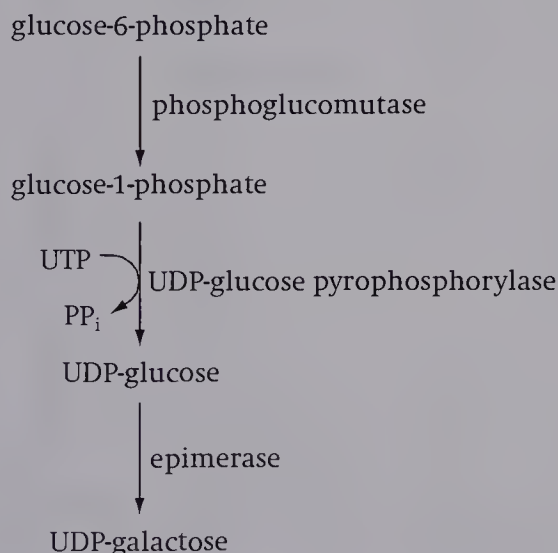 glucose-6-phosphate
phosphoglucomutase
glucose-1-phosphate
UTP
UDP-glucose pyrophosphorylase
PPi
UDP-glucose
epimerase
UDP-galactose